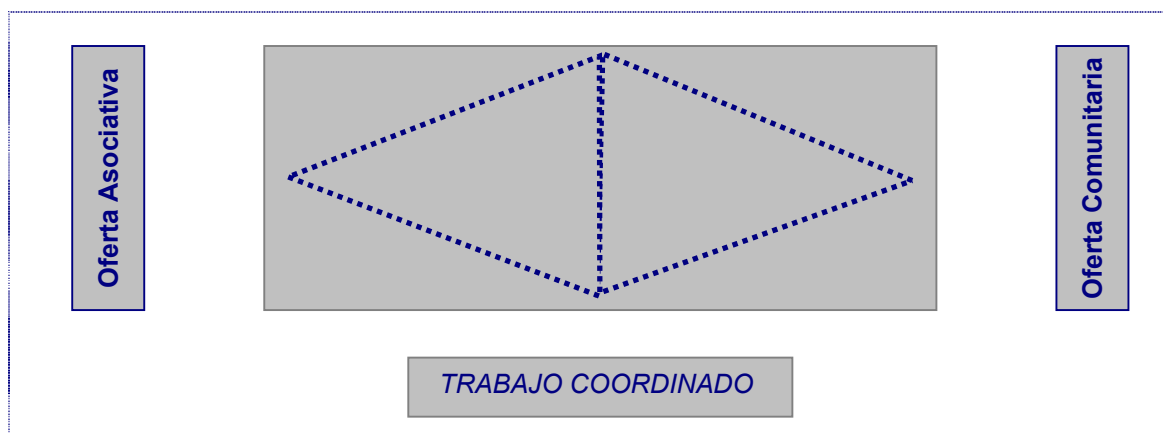 Oferta Asociativa
Oferta Comunitaria
TRABAJO COORDINADO